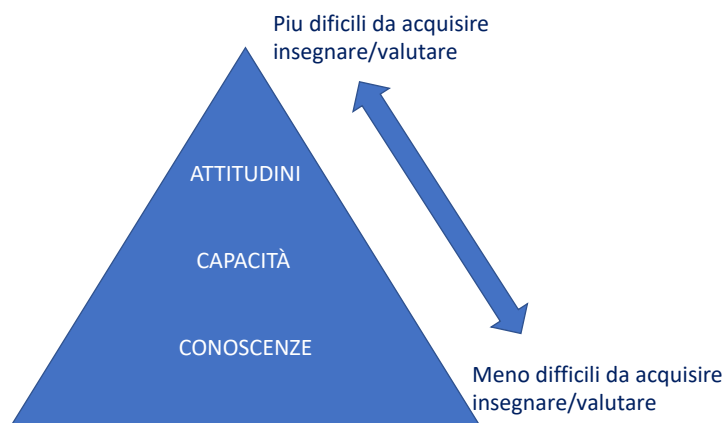 Piu dificili da acquisire
insegnare/valutare
ATTITUDINI
CAPACITÀ
CONOSCENZE
Meno difficili da acquisire
insegnare/valutare